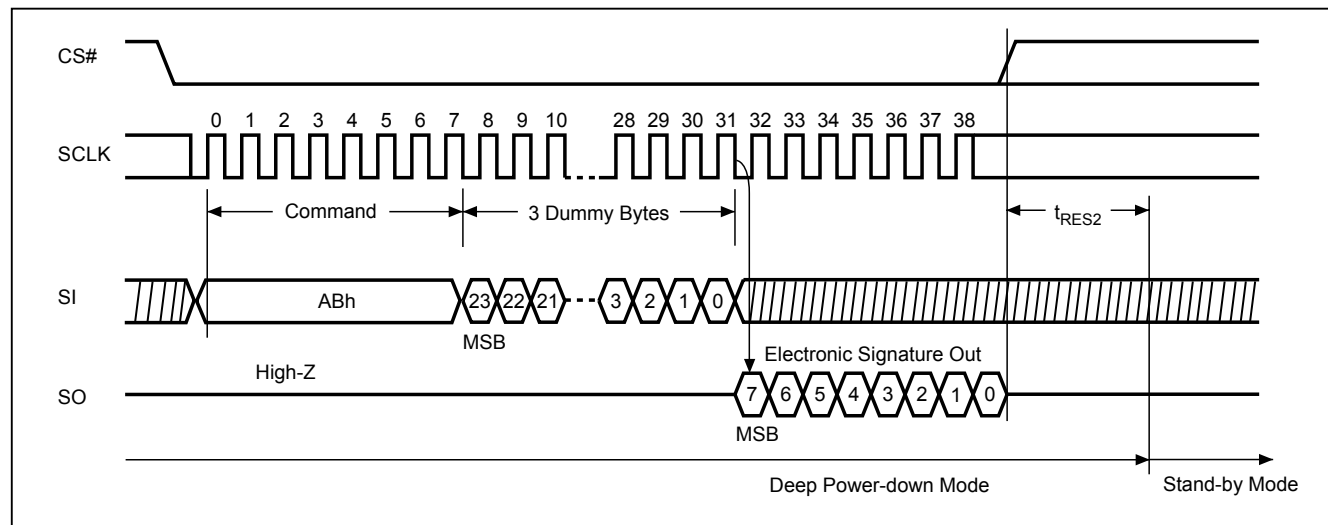 CS#
0 1 2 3 4 5 6 7 8 9 10 28 29 30 31 32 33 34 35 36 37 38
SCLK
Command 3 Dummy Bytes tRES2
SI ABh 23 22 21 3 2 1 0
MSB
High-Z Electronic Signature Out
SO 7 6 5 4 3 2 1 0
MSB
Deep Power-down Mode Stand-by Mode